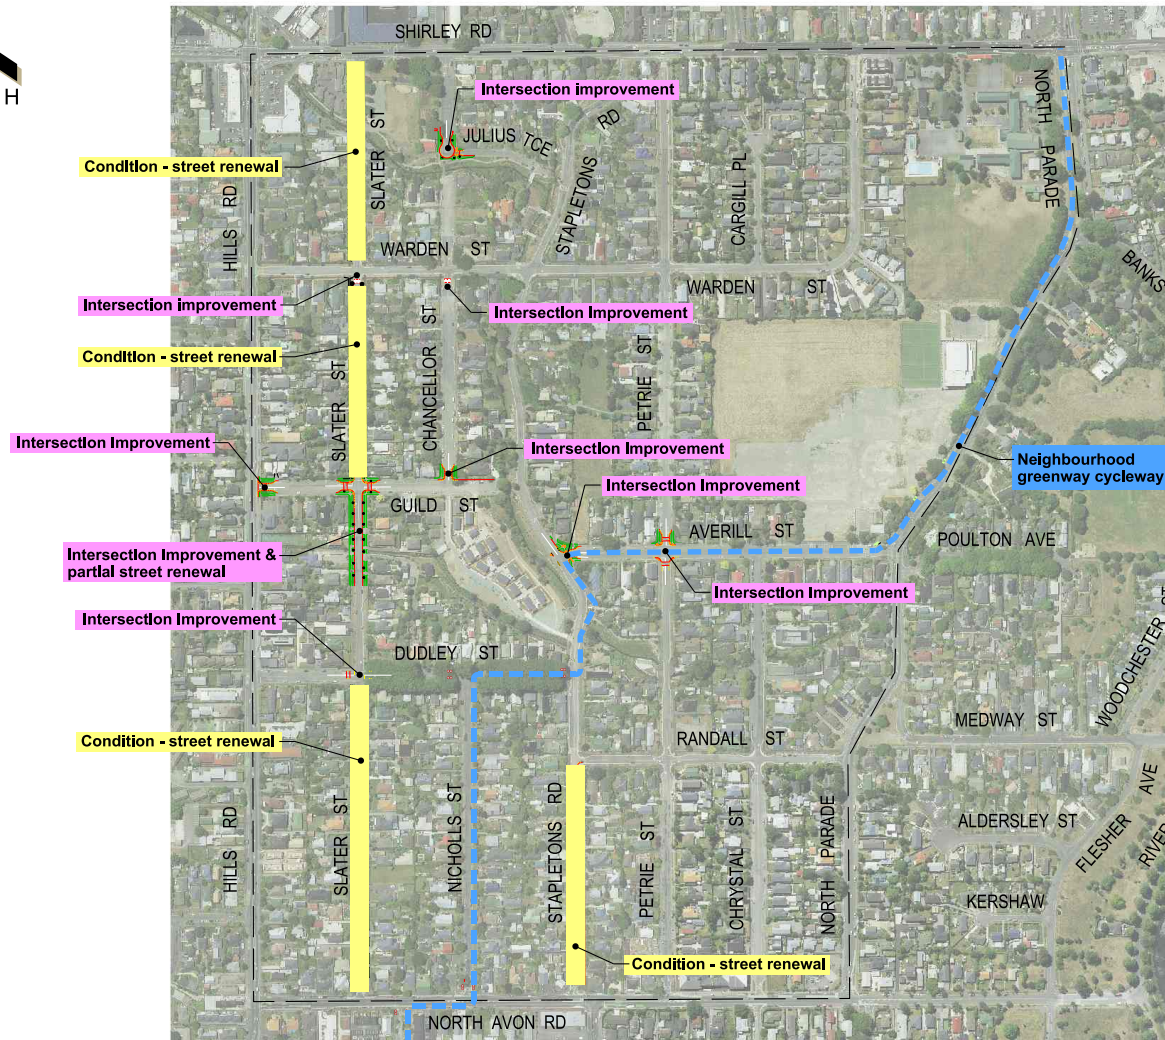 SHIRLEY RD
H
Intersection improvement
JULIUS TCE
STAPLETONS RD
CARGILL PL
NORTH PARADE
Condition - street renewal
SLATER ST
HILLS RD
WARDEN ST
BANKS
Intersection improvement
WARDEN ST
Intersection Improvement
CHANCELLOR ST
PETRIE ST
Condition - street renewal
SLATER ST
Intersection Improvement
Intersection Improvement
Neighbourhood
greenway cycleway
Intersection Improvement
GUILD ST
AVERILL ST
POULTON AVE
Intersection Improvement &
partial street renewal
Intersection Improvement
WOODCHESTER ST
Intersection Improvement
DUDLEY ST
MEDWAY ST
Condition - street renewal
RANDALL ST
HILLS RD
SLATER ST
NICHOLLS ST
STAPLETONS RD
PETRIE ST
CHRYSTAL ST
NORTH PARADE
ALDERSLEY ST
FLESHER AVE
RIVER
KERSHAW
Condition - street renewal
NORTH AVON RD